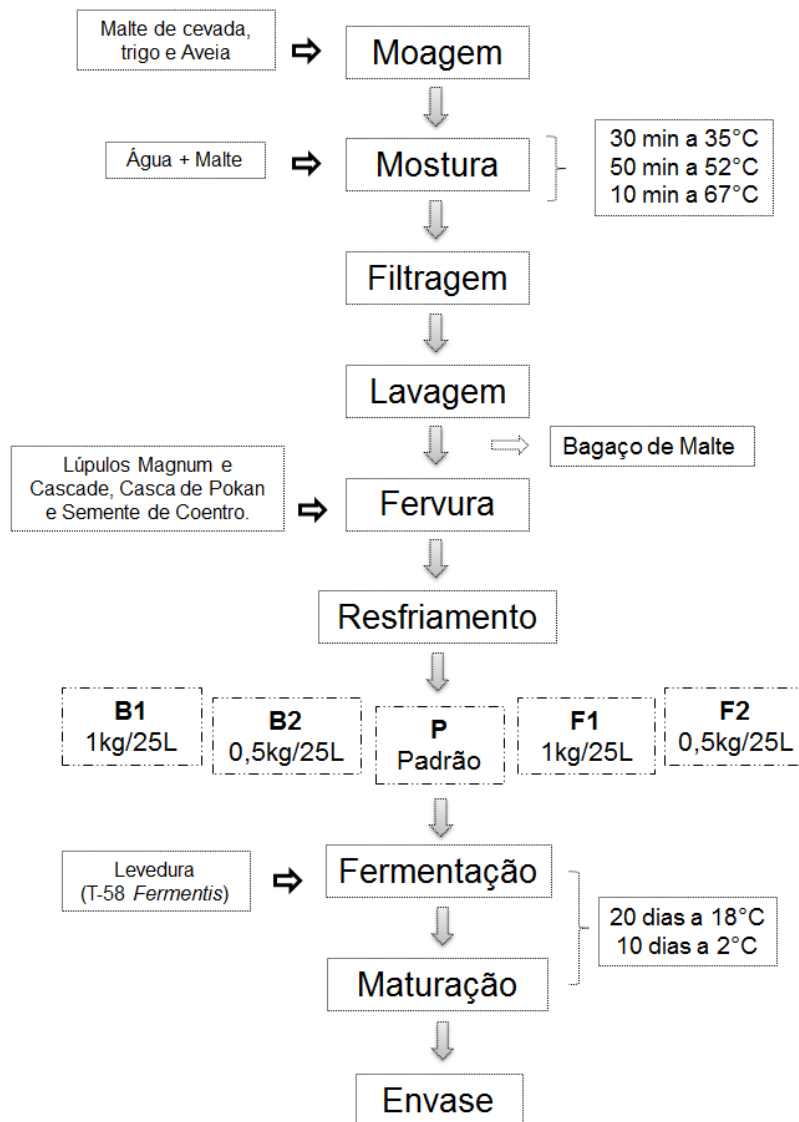 Malte de cevada,
trigo e Aveia
Moagem
Água + Malte
Mostura
30 min a 35°C
50 min a 52°C
10 min a 67°C
Filtragem
Lavagem
Bagaço de Malte
Lúpulos Magnum e
Cascade, Casca de Pokan
e Semente de Coentro.
Fervura
Resfriamento
B1
1kg/25L
B2
0,5kg/25L
P
Padrão
F1
1kg/25L
F2
0,5kg/25L
Levedura
(T-58 Fermentis)
Fermentação
20 dias a 18°C
10 dias a 2°C
Maturação
Envase